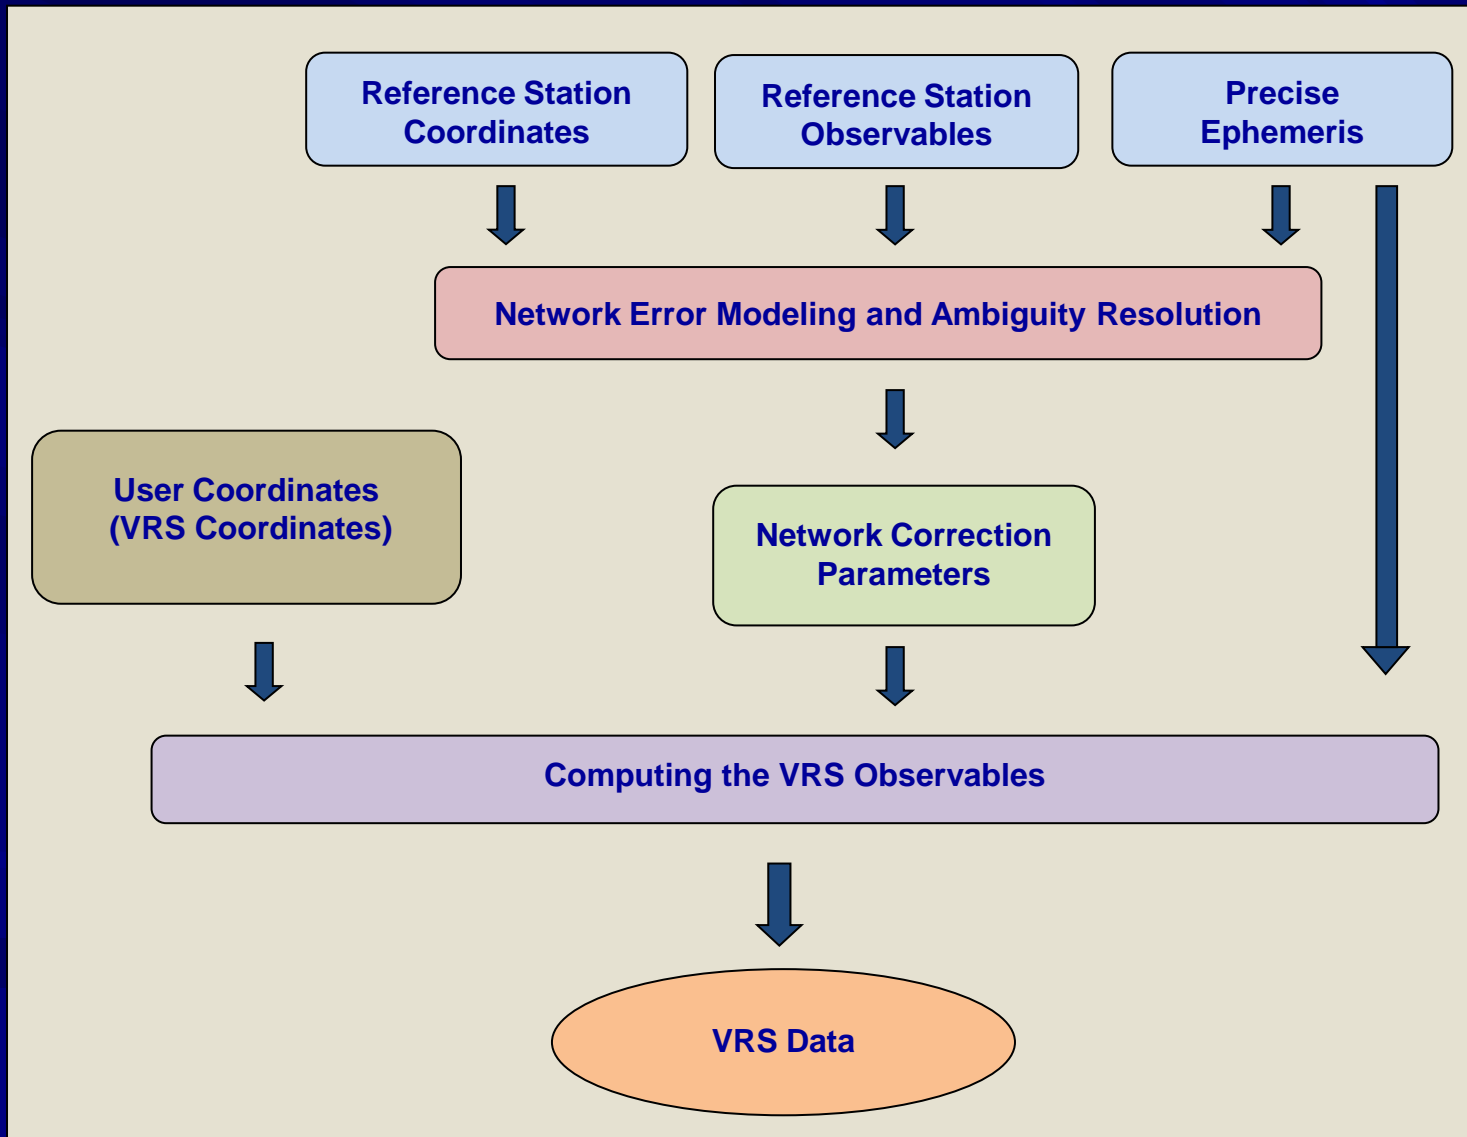 Reference Station
Coordinates
Reference Station
Observables
Precise
Ephemeris
Network Error Modeling and Ambiguity Resolution
User Coordinates
(VRS Coordinates)
Network Correction
Parameters
Computing the VRS Observables
VRS Data